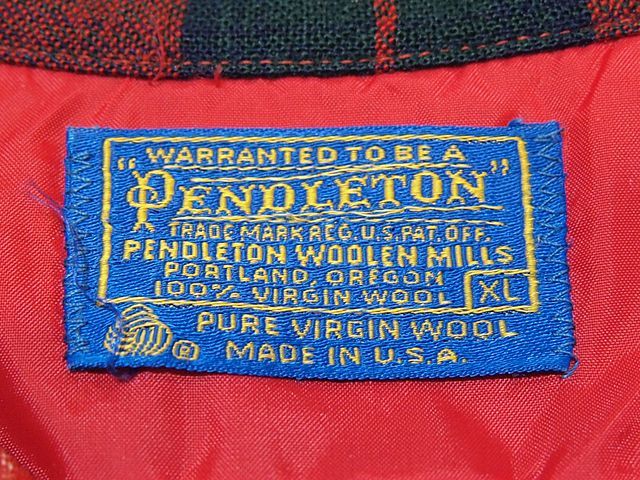 WARRANTED TO BE A
"PENDLETON"
TRADE MARK REG. U.S. PAT. OFF.
PENDLETON WOOLEN MILLS
PORTLAND, OREGON
100% VIRGIN WOOL XL
PURE VIRGIN WOOL
® MADE IN U.S.A.